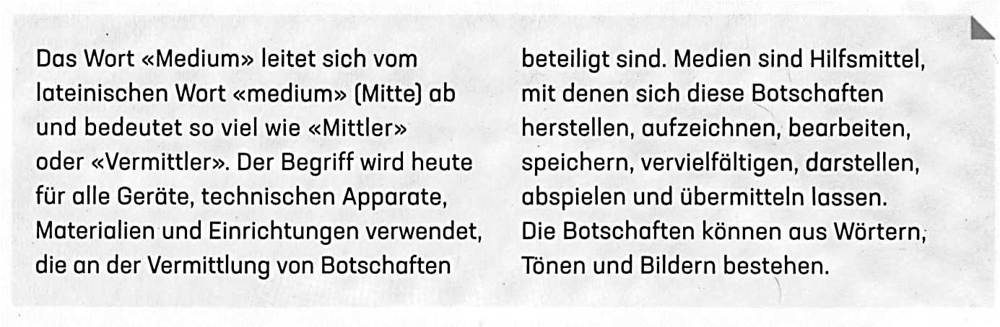 Das Wort «Medium» leitet sich vom
lateinischen Wort «medium» (Mitte) ab
und bedeutet so viel wie «Mittler»
oder «Vermittler». Der Begriff wird heute
für alle Geräte, technischen Apparate,
Materialien und Einrichtungen verwendet,
die an der Vermittlung von Botschaften
beteiligt sind. Medien sind Hilfsmittel,
mit denen sich diese Botschaften
herstellen, aufzeichnen, bearbeiten,
speichern, vervielfältigen, darstellen,
abspielen und übermitteln lassen.
Die Botschaften können aus Wörtern,
Tönen und Bildern bestehen.